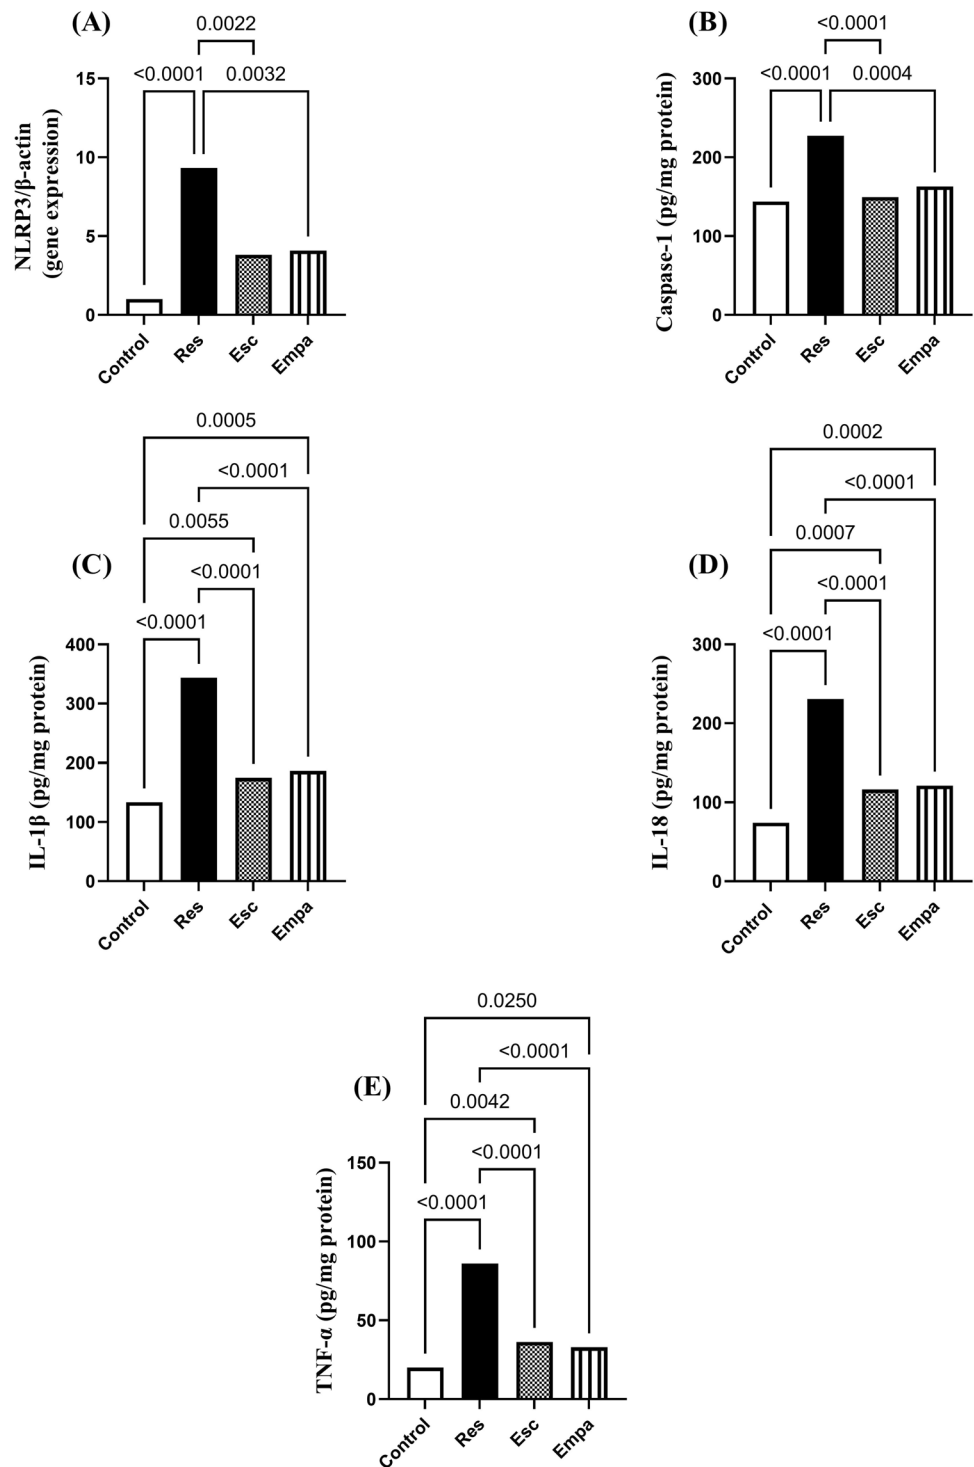 (A)
0.0022
<0.0001
0.0032
NLRP3/β-actin
(gene expression)
15
10
5
0
Control
Res
Esc
Empa
(B)
<0.0001
<0.0001
0.0004
Caspase-1 (pg/mg protein)
300
200
100
0
Control
Res
Esc
Empa
(C)
0.0005
<0.0001
0.0055
<0.0001
<0.0001
IL-1β (pg/mg protein)
400
300
200
100
0
Control
Res
Esc
Empa
(D)
0.0002
<0.0001
0.0007
<0.0001
<0.0001
IL-18 (pg/mg protein)
300
200
100
0
Control
Res
Esc
Empa
(E)
0.0250
<0.0001
0.0042
<0.0001
<0.0001
TNF-α (pg/mg protein)
150
100
50
0
Control
Res
Esc
Empa